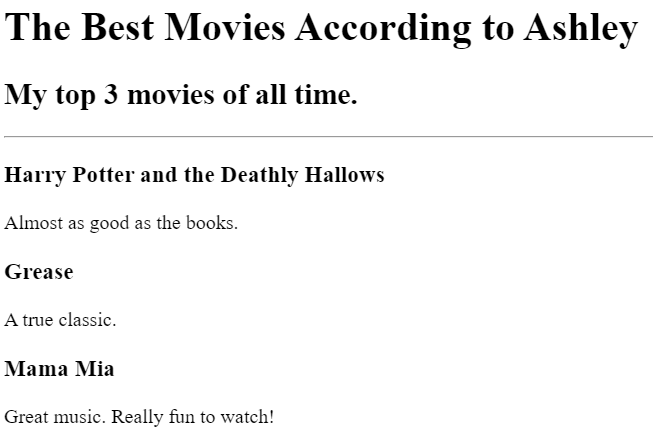 The Best Movies According to Ashley
My top 3 movies of all time.
Harry Potter and the Deathly Hallows
Almost as good as the books.
Grease
A true classic.
Mama Mia
Great music. Really fun to watch!